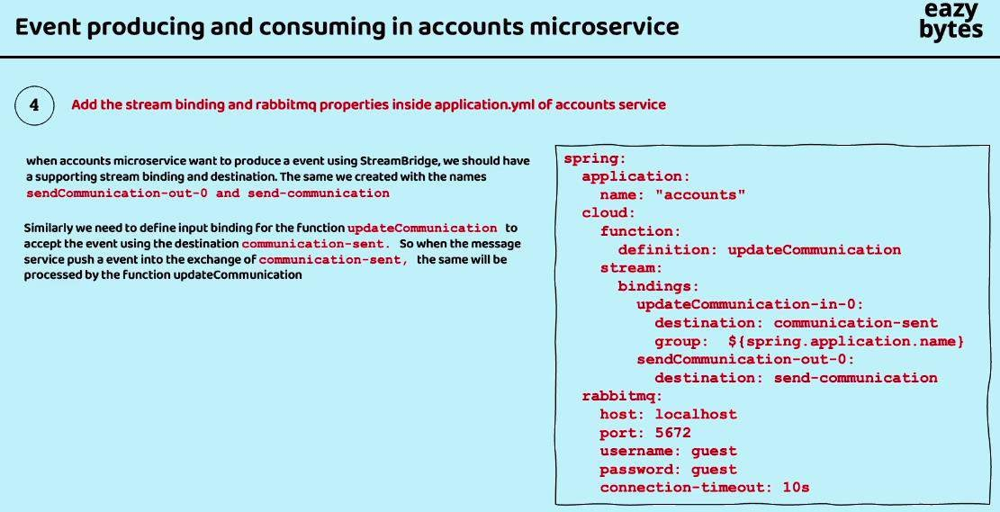 Event producing and consuming in accounts microservice
eazy
bytes
4
Add the stream binding and rabbitmq properties inside application.yml of accounts service
when accounts microservice want to produce a event using StreamBridge, we should have
a supporting stream binding and destination. The same we created with the names
sendCommunication-out-0 and send-communication
Similarly we need to define input binding for the function updateCommunication to
accept the event using the destination communication-sent. So when the message
service push a event into the exchange of communication-sent, the same will be
processed by the function updateCommunication
spring:
  application:
    name: "accounts"
  cloud:
    function:
      definition: updateCommunication
    stream:
      bindings:
        updateCommunication-in-0:
          destination: communication-sent
          group:  ${spring.application.name}
        sendCommunication-out-0:
          destination: send-communication
  rabbitmq:
    host: localhost
    port: 5672
    username: guest
    password: guest
    connection-timeout: 10s